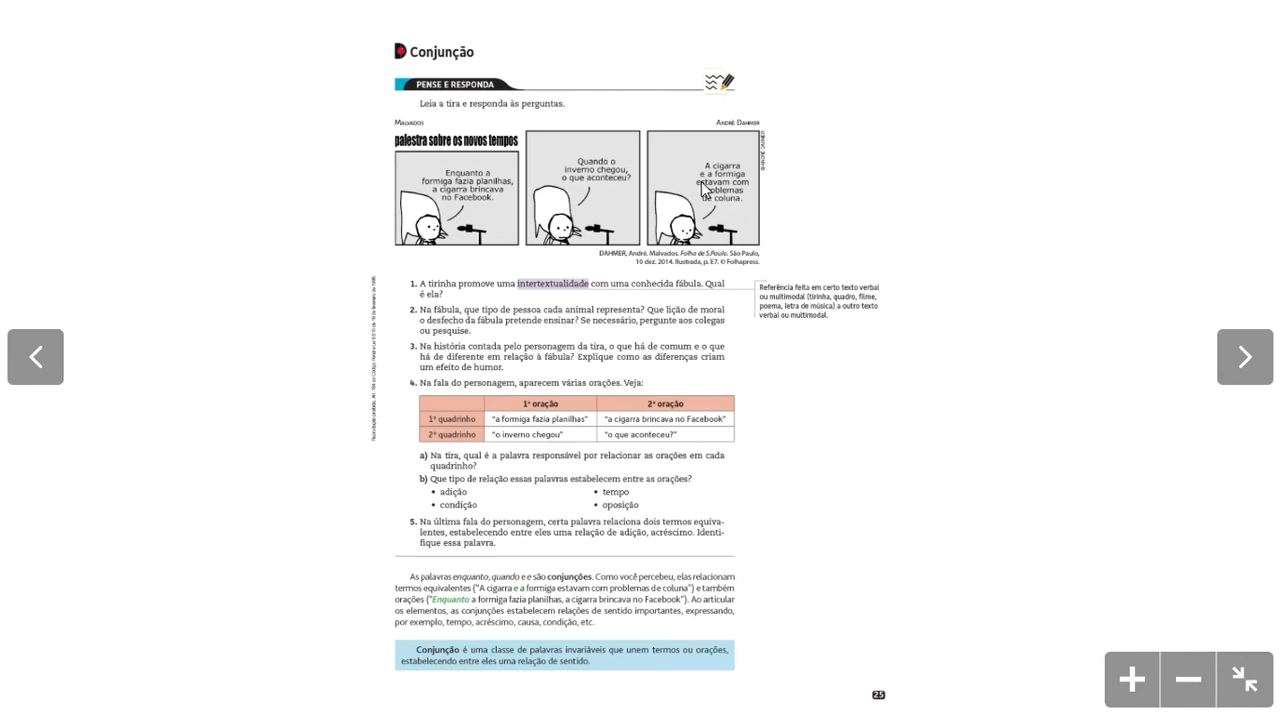 Conjunção
PENSE E RESPONDA
Leia a tira e responda às perguntas.
MALVADOS
ANDRÉ DAHMER
palestra sobre os novos tempos
Enquanto a
formiga fazia planilhas,
a cigarra brincava
no Facebook.
Quando o
inverno chegou,
o que aconteceu?
A cigarra
e a formiga
estavam com
problemas
de coluna.
© ANDRÉ DAHMER
DAHMER, André. Malvados. Folha de S.Paulo. São Paulo,
10 dez. 2014. Ilustrada, p. E7. © Folhapress.
1. A tirinha promove uma intertextualidade com uma conhecida fábula. Qual
é ela?
Referência feita em certo texto verbal
ou multimodal (tirinha, quadro, filme,
poema, letra de música) a outro texto
verbal ou multimodal.
2. Na fábula, que tipo de pessoa cada animal representa? Que lição de moral
o desfecho da fábula pretende ensinar? Se necessário, pergunte aos colegas
ou pesquise.
3. Na história contada pelo personagem da tira, o que há de comum e o que
há de diferente em relação à fábula? Explique como as diferenças criam
um efeito de humor.
4. Na fala do personagem, aparecem várias orações. Veja:
1ª oração 2ª oração
1º quadrinho "a formiga fazia planilhas" "a cigarra brincava no Facebook"
2º quadrinho "o inverno chegou" "o que aconteceu?"
a) Na tira, qual é a palavra responsável por relacionar as orações em cada
quadrinho?
b) Que tipo de relação essas palavras estabelecem entre as orações?
• adição • tempo
• condição • oposição
5. Na última fala do personagem, certa palavra relaciona dois termos equiva-
lentes, estabelecendo entre eles uma relação de adição, acréscimo. Identi-
fique essa palavra.
As palavras enquanto, quando e e são conjunções. Como você percebeu, elas relacionam
termos equivalentes ("A cigarra e a formiga estavam com problemas de coluna") e também
orações ("Enquanto a formiga fazia planilhas, a cigarra brincava no Facebook"). Ao articular
os elementos, as conjunções estabelecem relações de sentido importantes, expressando,
por exemplo, tempo, acréscimo, causa, condição, etc.
Conjunção é uma classe de palavras invariáveis que unem termos ou orações,
estabelecendo entre eles uma relação de sentido.
25